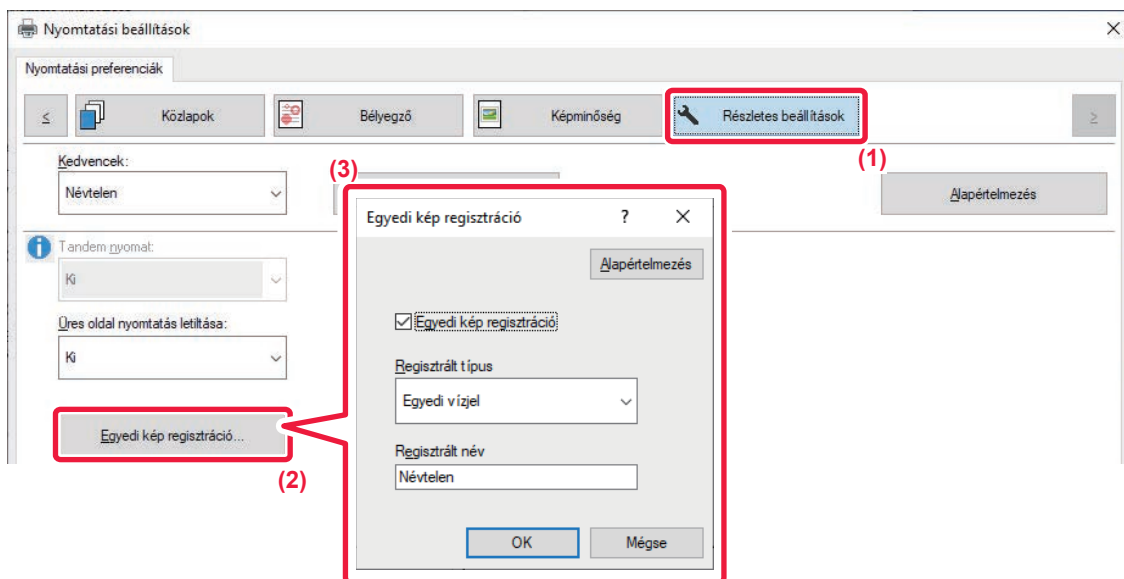 Nyomtatási beállítások
Nyomtatási preferenciák
< Közlapok Bélyegző Képminőség Részletes beállítások >
(1)
Kedvencek:
Névtelen
(3)
Alapértelmezés
Tandem nyomat:
Ki
Üres oldal nyomtatás letiltása:
Ki
Egyedi kép regisztráció...
(2)
Egyedi kép regisztráció ?
Alapértelmezés
Egyedi kép regisztráció
Regisztrált típus
Egyedi vízjel
Regisztrált név
Névtelen
OK Mégse